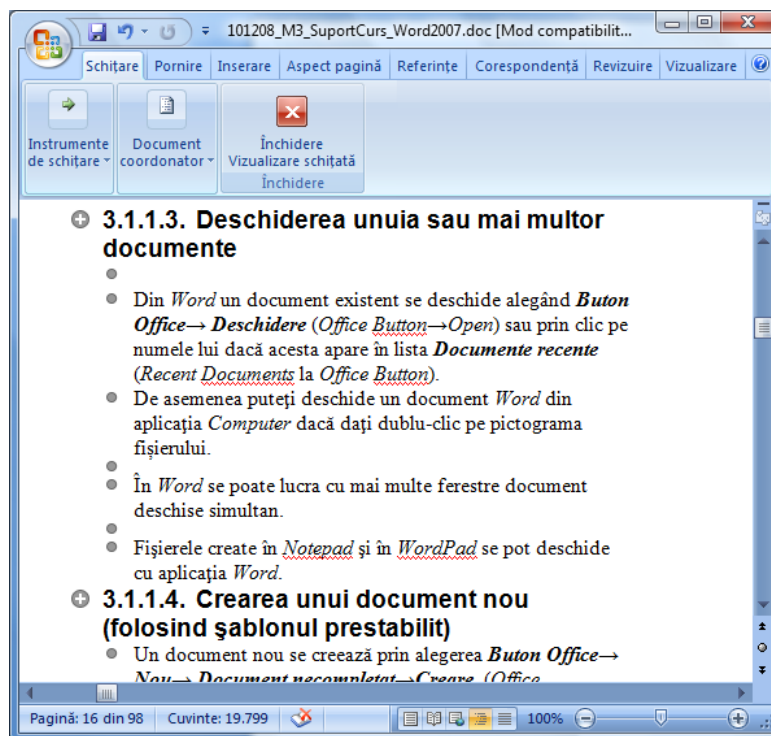 101208_M3_SuportCurs_Word2007.doc [Mod compatibilit...
Schițare Pornire Inserare Aspect pagină Referințe Corespondență Revizuire Vizualizare
Instrumente de schițare
Document coordonator
Închidere Vizualizare schițată
Închidere
3.1.1.3. Deschiderea unuia sau mai multor
documente
Din Word un document existent se deschide alegând Buton
Office→ Deschidere (Office Button→Open) sau prin clic pe
numele lui dacă acesta apare în lista Documente recente
(Recent Documents la Office Button).
De asemenea puteţi deschide un document Word din
aplicaţia Computer dacă daţi dublu-clic pe pictograma
fișierului.
În Word se poate lucra cu mai multe ferestre document
deschise simultan.
Fişierele create în Notepad şi în WordPad se pot deschide
cu aplicaţia Word.
3.1.1.4. Crearea unui document nou
(folosind şablonul prestabilit)
Un document nou se creează prin alegerea Buton Office→
Nou→ Document necompletat→Creare (Office
Pagină: 16 din 98 Cuvinte: 19.799 100%